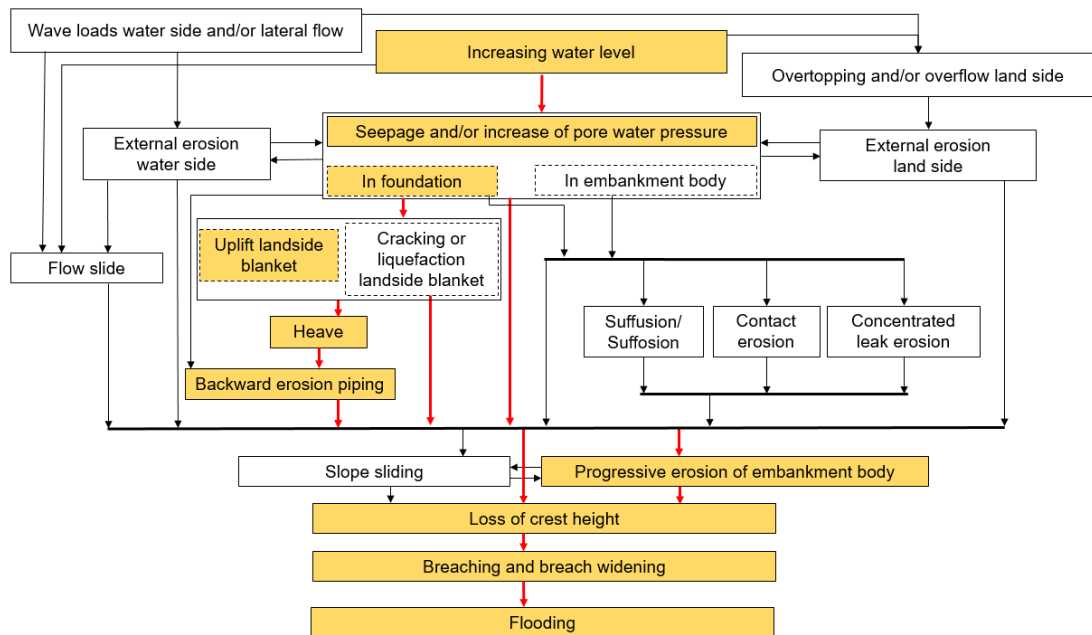 Wave loads water side and/or lateral flow
Increasing water level
Overtopping and/or overflow land side
Seepage and/or increase of pore water pressure
External erosion
water side
External erosion
land side
In foundation
In embankment body
Uplift landside
blanket
Cracking or
liquefaction
landside blanket
Flow slide
Heave
Suffusion/
Suffosion
Contact
erosion
Concentrated
leak erosion
Backward erosion piping
Slope sliding
Progressive erosion of embankment body
Loss of crest height
Breaching and breach widening
Flooding